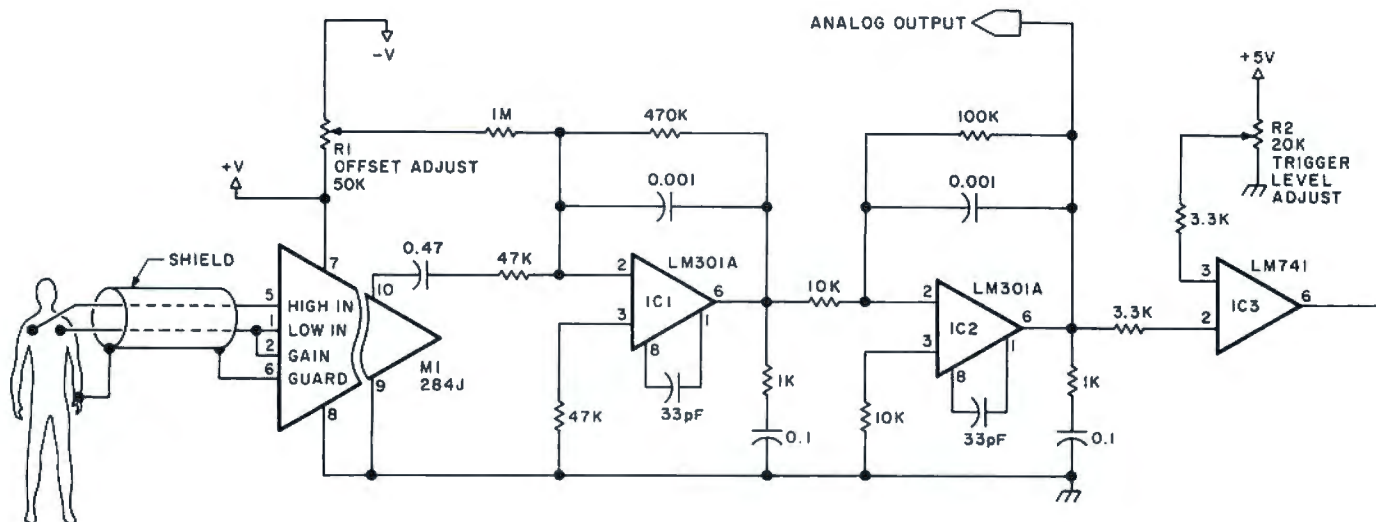 ANALOG OUTPUT
-V
+5V
1M
470K
100K
R1
OFFSET ADJUST
50K
R2
20K
TRIGGER
LEVEL
ADJUST
+V
0.001
0.001
3.3K
SHIELD
7
0.47
47K
10
2
LM301A
IC1
6
3
1
8
10K
2
LM301A
IC2
6
3
1
8
3.3K
3
LM741
IC3
6
2
5
HIGH IN
1
LOW IN
2
GAIN
6
GUARD
8
M1
284J
9
47K
33pF
1K
0.1
10K
33pF
1K
0.1